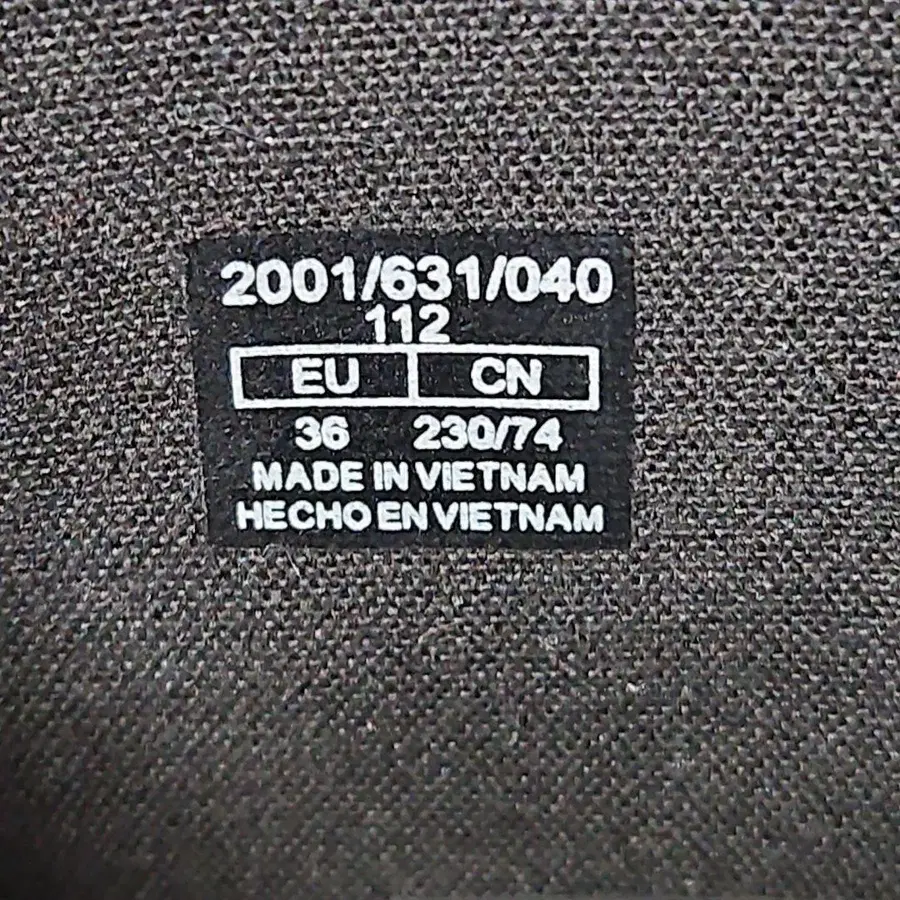 2001/631/040
112
EU CN
36 230/74
MADE IN VIETNAM
HECHO EN VIETNAM